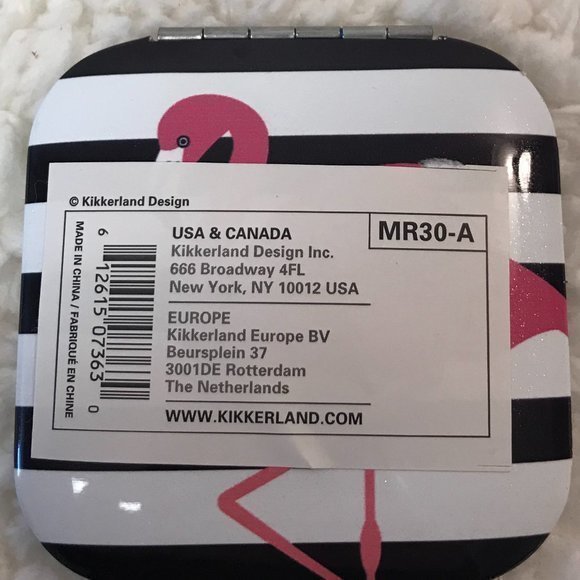 © Kikkerland Design
MADE IN CHINA / FABRIQUÉ EN CHINE
6 12615 07363 0
USA & CANADA
Kikkerland Design Inc.
666 Broadway 4FL
New York, NY 10012 USA
MR30-A
EUROPE
Kikkerland Europe BV
Beursplein 37
3001DE Rotterdam
The Netherlands
WWW.KIKKERLAND.COM